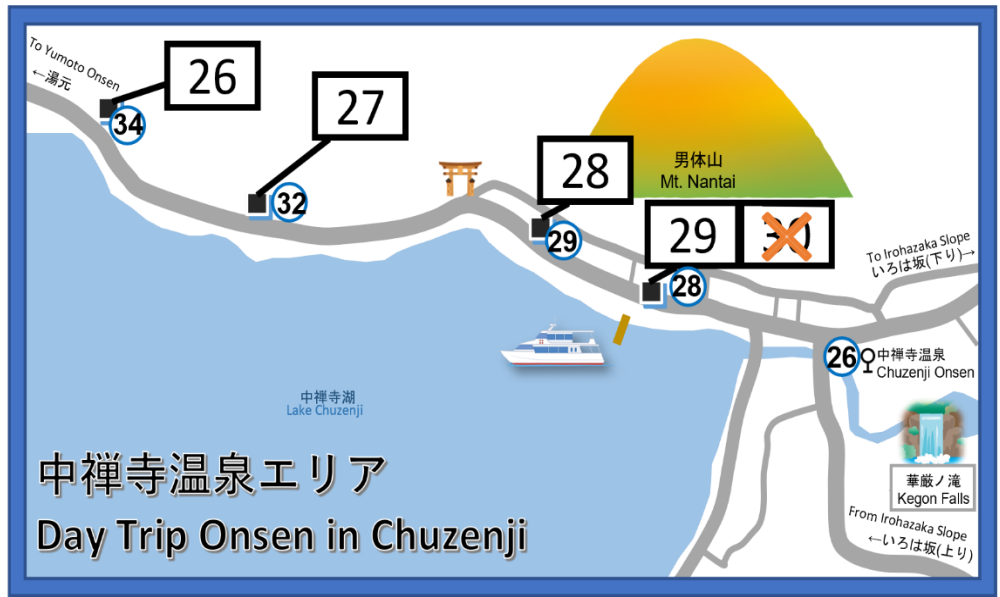 To Yumoto Onsen
←湯元
26
34
27
32
28
29
男体山
Mt. Nantai
29
30
28
To Irohazaka Slope
いろは坂(下り)→
26
中禅寺温泉
Chuzenji Onsen
中禅寺湖
Lake Chuzenji
華厳ノ滝
Kegon Falls
From Irohazaka Slope
←いろは坂(上り)
中禅寺温泉エリア
Day Trip Onsen in Chuzenji